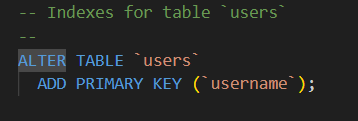 -- Indexes for table `users`
--
ALTER TABLE `users`
ADD PRIMARY KEY (`username`);